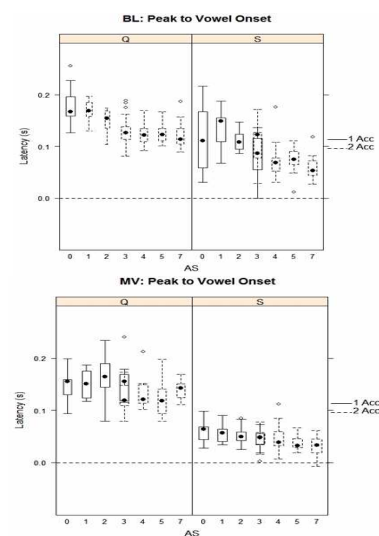 BL: Peak to Vowel Onset
Q S
Latency (s)
0.2
0.1
0.0
1 Acc
2 Acc
0 1 2 3 4 5 7 0 1 2 3 4 5 7
AS
MV: Peak to Vowel Onset
Q S
Latency (s)
0.2
0.1
0.0
1 Acc
2 Acc
0 1 2 3 4 5 7 0 1 2 3 4 5 7
AS